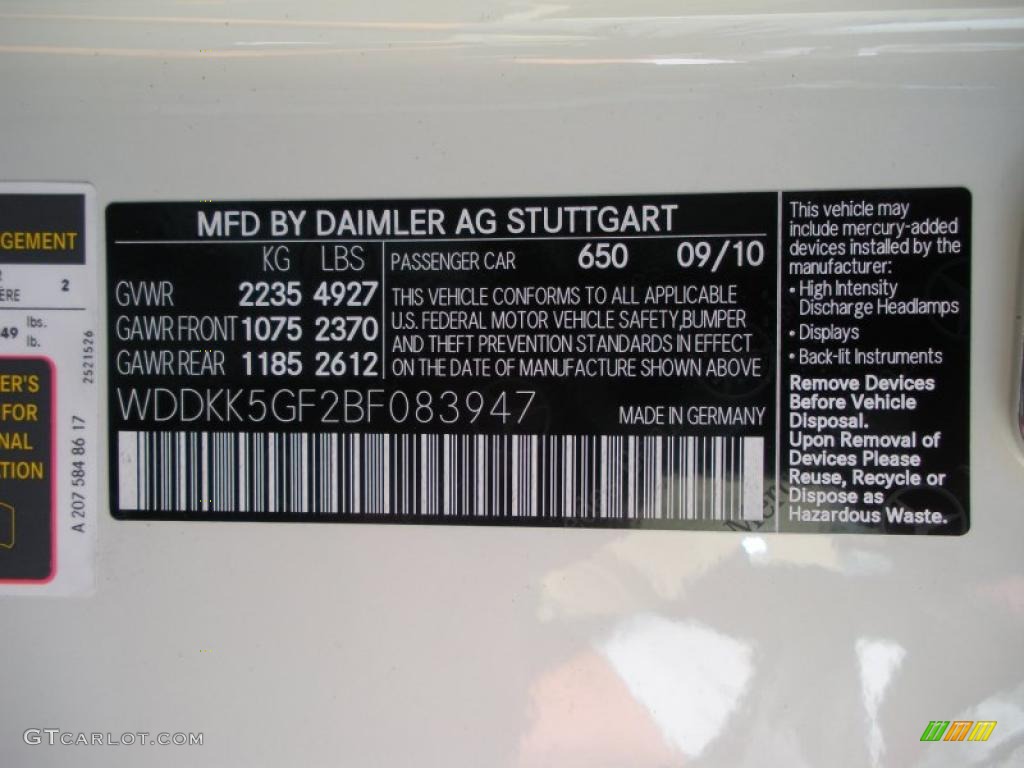 MFD BY DAIMLER AG STUTTGART
KG LBS
GVWR 2235 4927
GAWR FRONT 1075 2370
GAWR REAR 1185 2612
PASSENGER CAR 650 09/10
THIS VEHICLE CONFORMS TO ALL APPLICABLE
U.S. FEDERAL MOTOR VEHICLE SAFETY,BUMPER
AND THEFT PREVENTION STANDARDS IN EFFECT
ON THE DATE OF MANUFACTURE SHOWN ABOVE
WDDKK5GF2BF083947
MADE IN GERMANY
This vehicle may
include mercury-added
devices installed by the
manufacturer:
• High Intensity
Discharge Headlamps
• Displays
• Back-lit Instruments
Remove Devices
Before Vehicle
Disposal.
Upon Removal of
Devices Please
Reuse, Recycle or
Dispose as
Hazardous Waste.
GEMENT
2
ERE
49 lbs.
lb.
2521526
ER'S
FOR
NAL
TION
A 207 584 86 17
GTCARLOT.COM